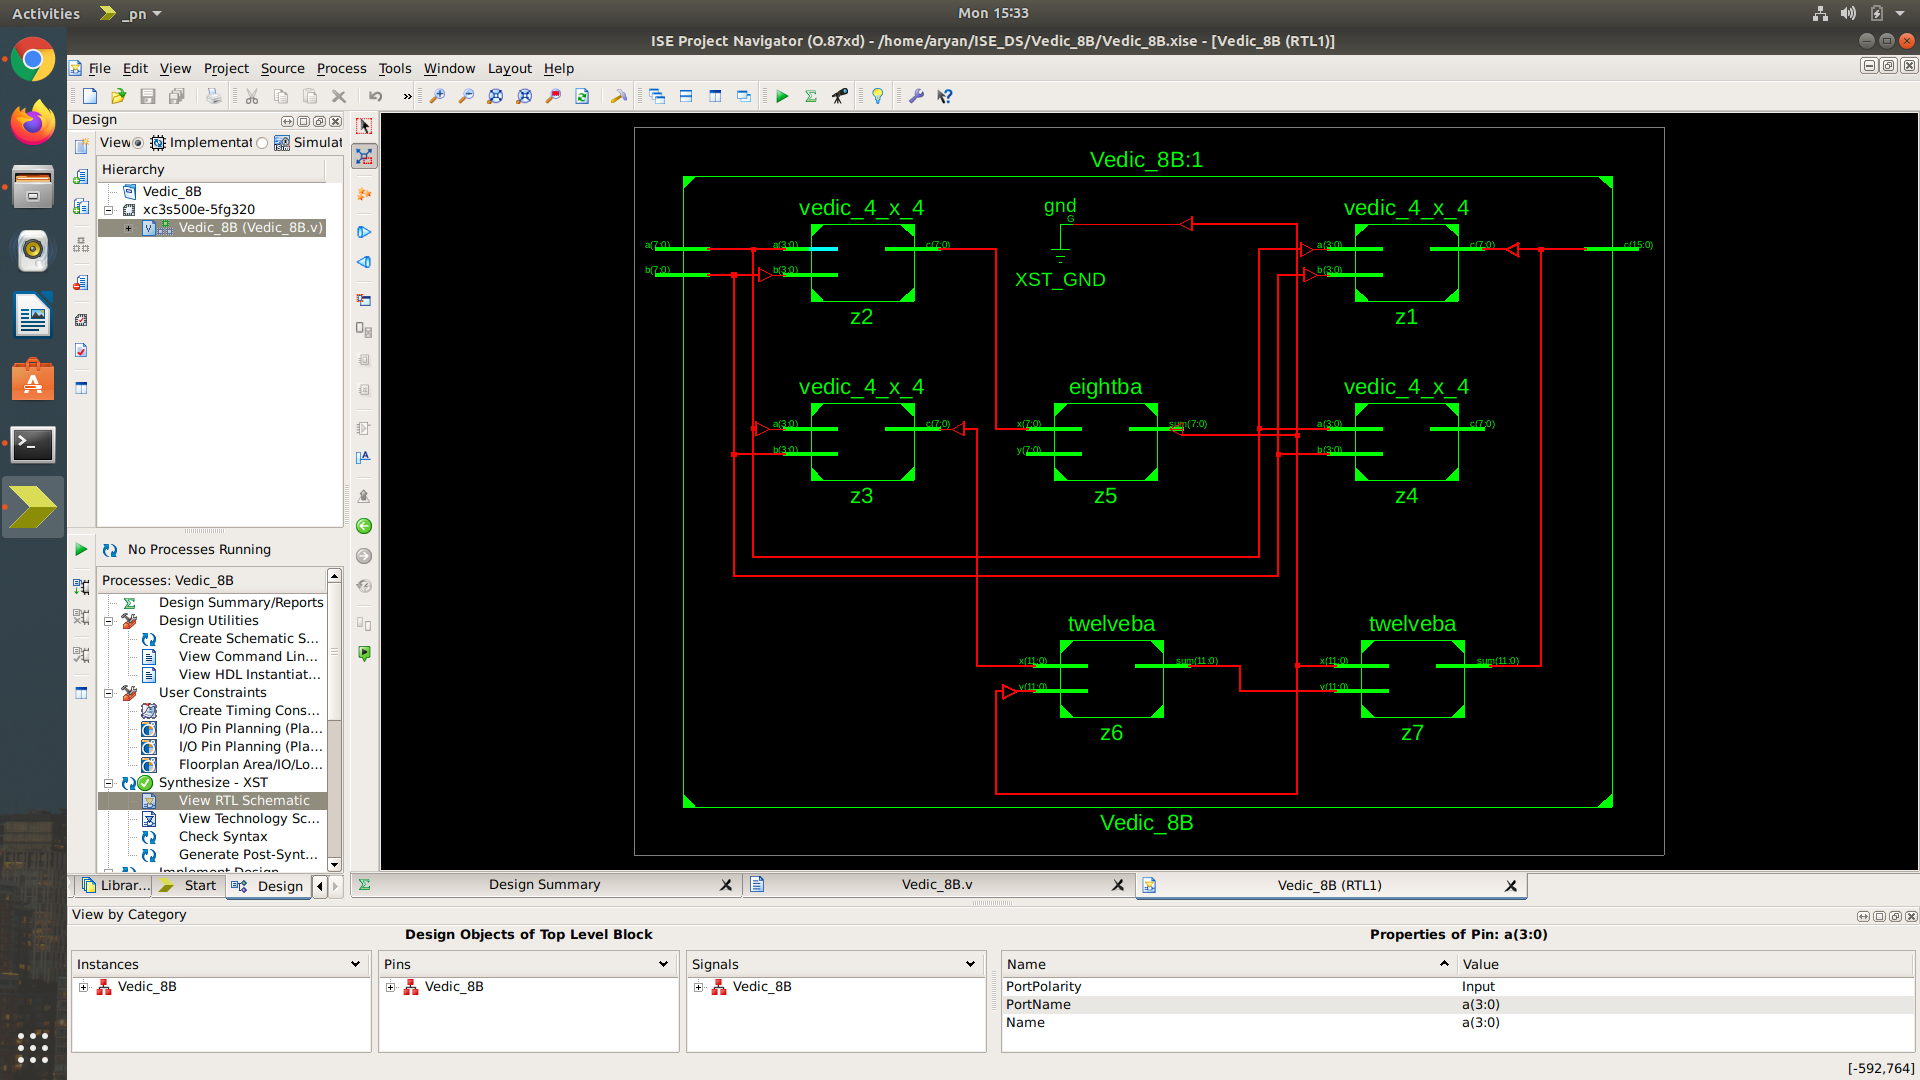 Activities
_pn
Mon 15:33
ISE Project Navigator (O.87xd) - /home/aryan/ISE_DS/Vedic_8B/Vedic_8B.xise - [Vedic_8B (RTL1)]
File Edit View Project Source Process Tools Window Layout Help
Design
View Implementat Simulat
Hierarchy
Vedic_8B
xc3s500e-5fg320
Vedic_8B (Vedic_8B.v)
No Processes Running
Processes: Vedic_8B
Design Summary/Reports
Design Utilities
Create Schematic S...
View Command Lin...
View HDL Instantiat...
User Constraints
Create Timing Cons...
I/O Pin Planning (Pla...
I/O Pin Planning (Pla...
Floorplan Area/IO/Lo...
Synthesize - XST
View RTL Schematic
View Technology Sc...
Check Syntax
Generate Post-Synt...
Implement Design
Librar... Start Design
Vedic_8B:1
vedic_4_x_4 gnd vedic_4_x_4
G
a(7:0) a(3:0) c(7:0) a(3:0) c(7:0) c(15:0)
b(7:0) b(3:0) b(3:0)
XST_GND
z2 z1
vedic_4_x_4 eightba vedic_4_x_4
a(3:0) c(7:0) x(7:0) sum(7:0) a(3:0) c(7:0)
b(3:0) y(7:0) b(3:0)
z3 z5 z4
twelveba twelveba
x(11:0) sum(11:0) x(11:0) sum(11:0)
y(11:0) y(11:0)
z6 z7
Vedic_8B
Design Summary Vedic_8B.v Vedic_8B (RTL1)
View by Category
Design Objects of Top Level Block
Properties of Pin: a(3:0)
Instances Pins Signals Name Value
Vedic_8B Vedic_8B Vedic_8B
PortPolarity Input
PortName a(3:0)
Name a(3:0)
[-592,764]